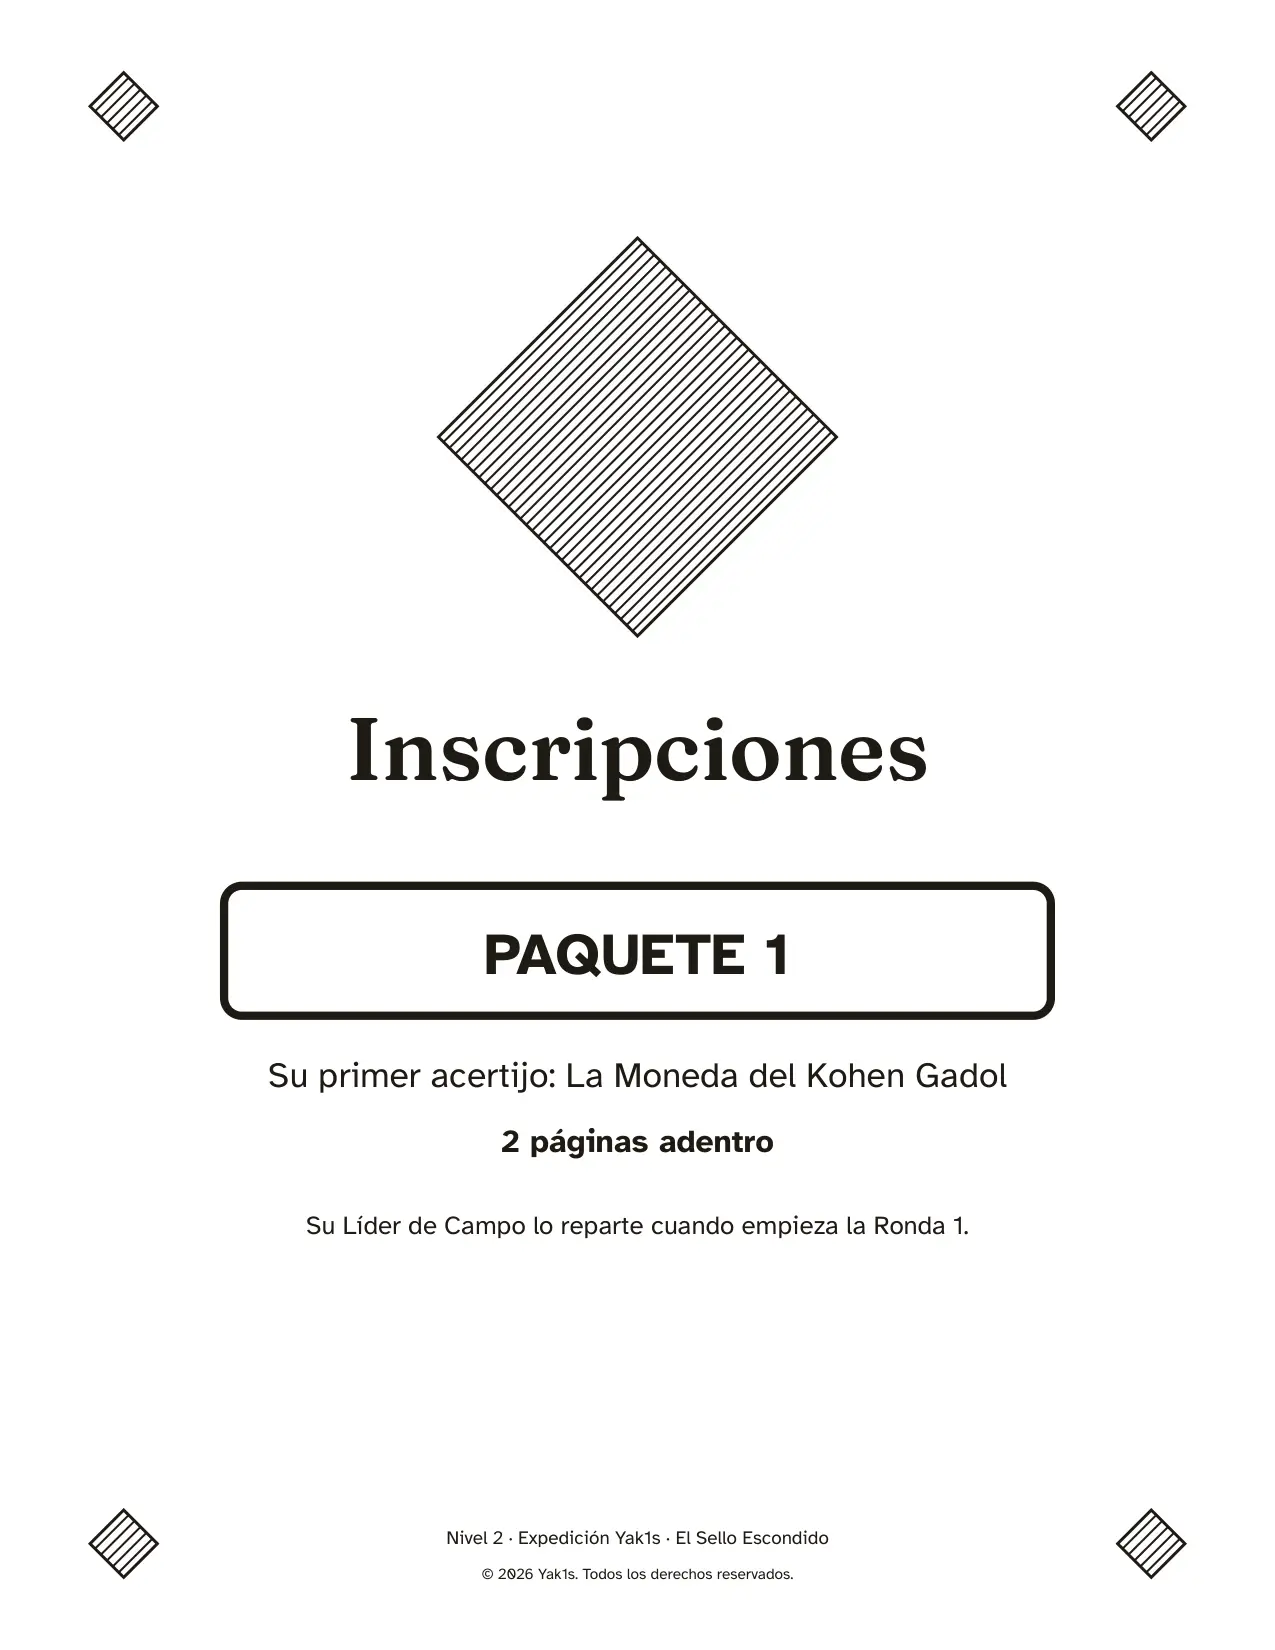 Inscripciones
PAQUETE 1
Su primer acertijo: La Moneda del Kohen Gadol
2 páginas adentro
Su Líder de Campo lo reparte cuando empieza la Ronda 1.
Nivel 2 · Expedición Yak1s · El Sello Escondido
© 2026 Yak1s. Todos los derechos reservados.